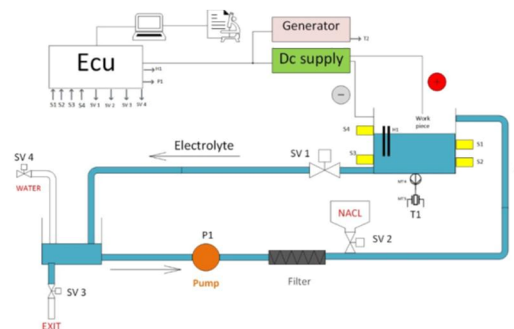 Generator
T2
Ecu
Dc supply
H1
P1
S1
S2
S3
S4
SV 1
SV 2
SV 3
SV 4
Work
piece
S4
H1
S1
S3
S2
Electrolyte
SV 1
SV 4
WATER
T1
NACL
SV 2
P1
Pump
Filter
SV 3
EXIT